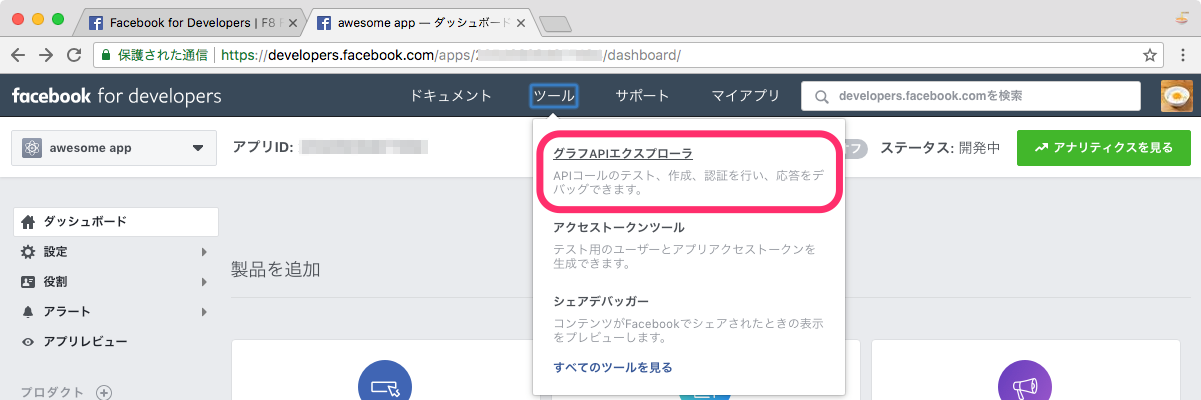 Facebook for Developers | F8 F
awesome app — ダッシュボード
保護された通信
https://developers.facebook.com/apps/
/dashboard/
facebook for developers
ドキュメント
ツール
サポート
マイアプリ
developers.facebook.comを検索
awesome app
アプリID:
フ
ステータス: 開発中
アナリティクスを見る
グラフAPIエクスプローラ
APIコールのテスト、作成、認証を行い、応答をデ
バッグできます。
アクセストークンツール
テスト用のユーザーとアプリアクセストークンを
生成できます。
シェアデバッガー
コンテンツがFacebookでシェアされたときの表示
をプレビューします。
すべてのツールを見る
ダッシュボード
設定
役割
アラート
アプリレビュー
プロダクト
製品を追加